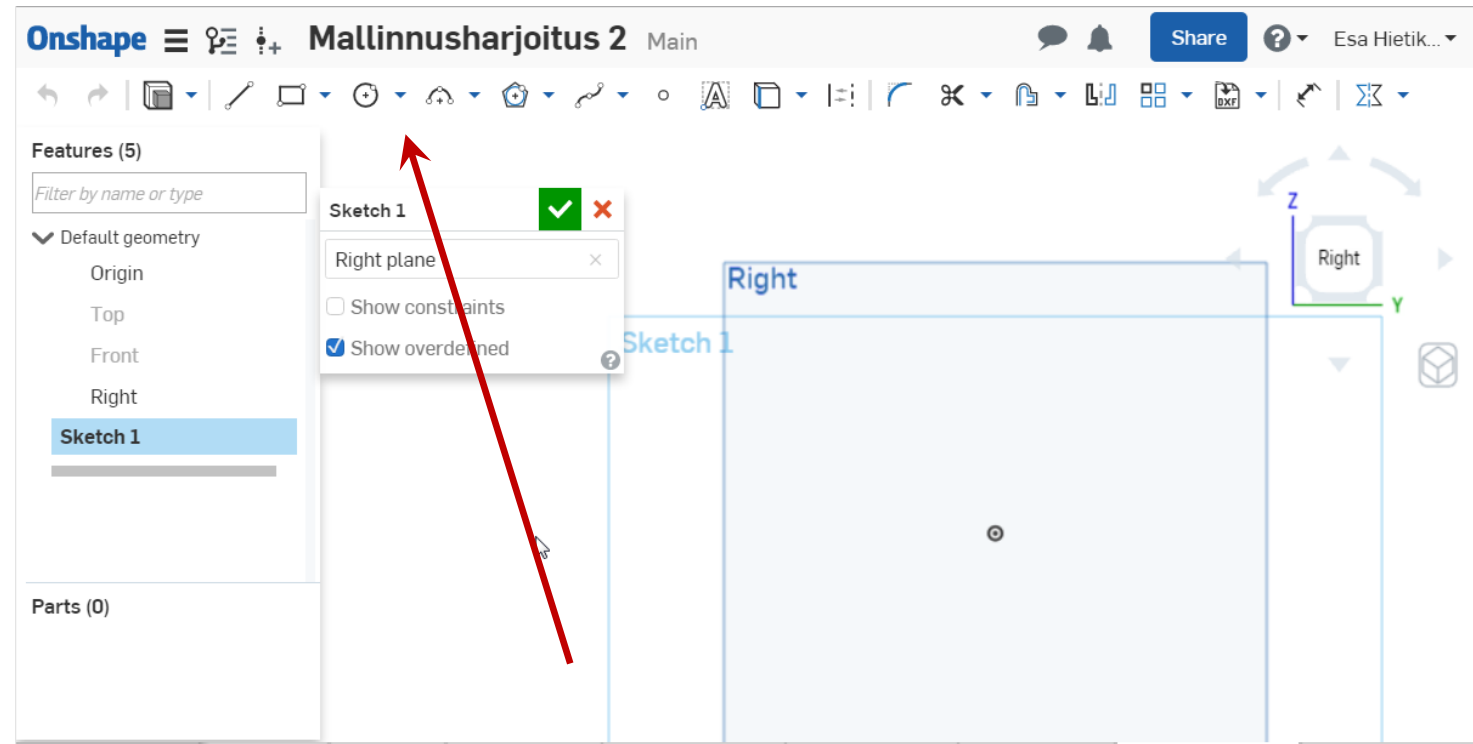 Onshape Mallinnusharjoitus 2 Main Share Esa Hietik...
DXF
Features (5)
Filter by name or type
Default geometry
Origin
Top
Front
Right
Sketch 1
Parts (0)
Sketch 1
Right plane
Show constraints
Show overdefined
Right
Sketch 1
Z
Right
Y